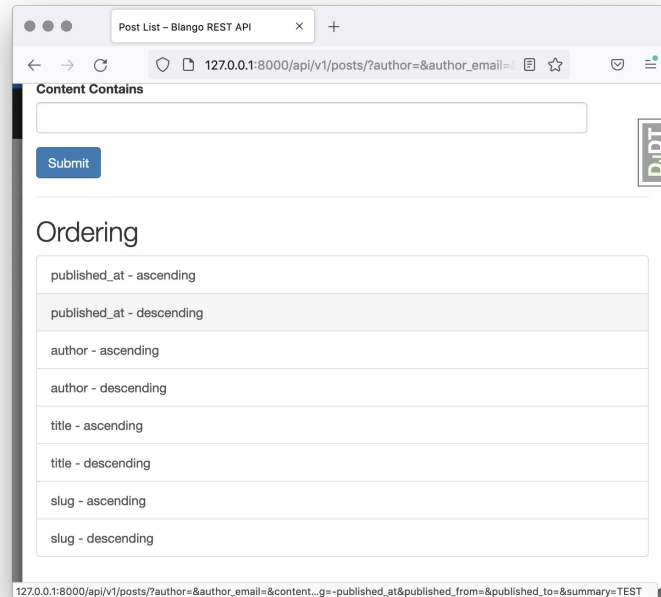 Post List – Blango REST API
127.0.0.1:8000/api/v1/posts/?author=&author_email=
Content Contains
Submit
DjDT
Ordering
published_at - ascending
published_at - descending
author - ascending
author - descending
title - ascending
title - descending
slug - ascending
slug - descending
127.0.0.1:8000/api/v1/posts/?author=&author_email=&content...g=-published_at&published_from=&published_to=&summary=TEST